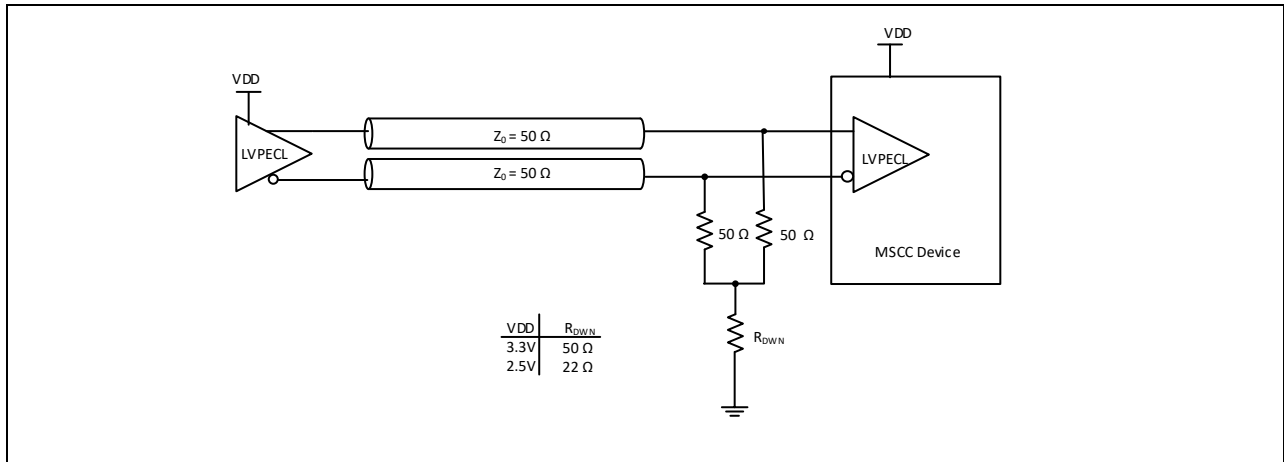 VDD
VDD
LVPECL
Z₀ = 50 Ω
Z₀ = 50 Ω
LVPECL
50 Ω
50 Ω
MSCC Device
VDD R_DWN
3.3V 50 Ω
2.5V 22 Ω
R_DWN